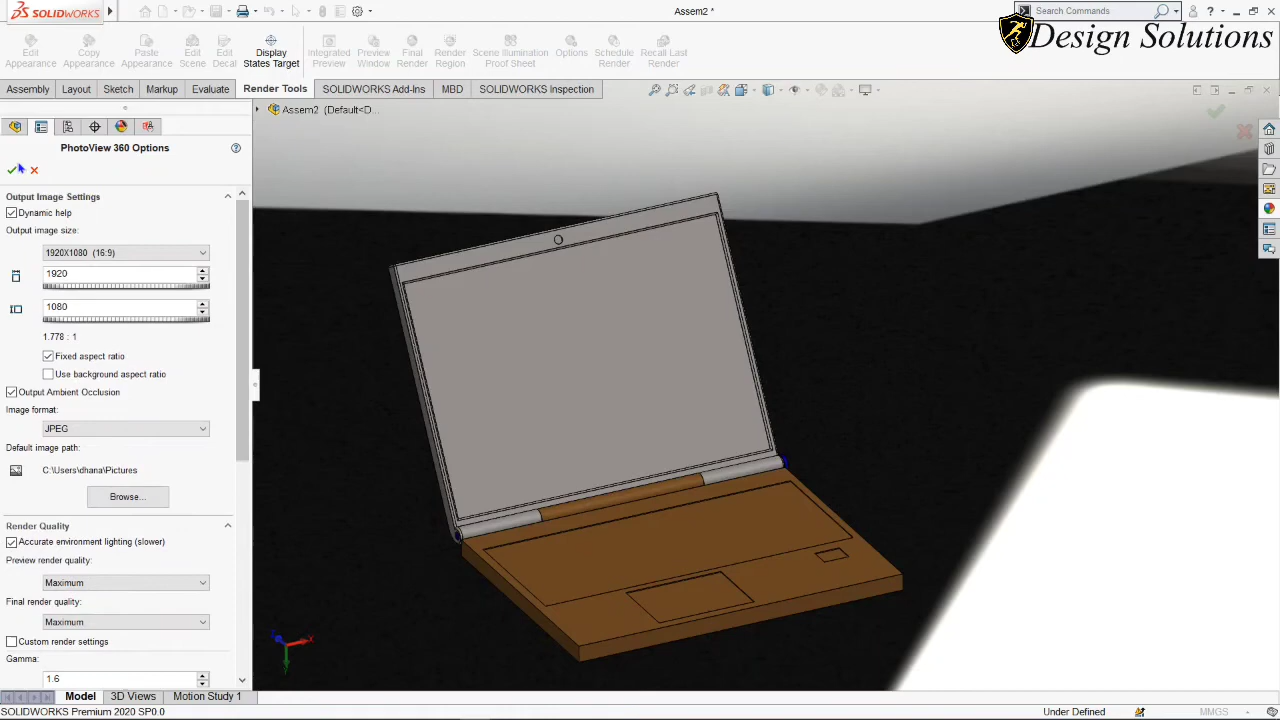 SOLIDWORKS
Assem2 *
Search Commands
Design Solutions
Edit Appearance
Copy Appearance
Paste Appearance
Edit Scene
Edit Decal
Display States Target
Integrated Preview
Preview Window
Final Render
Render Region
Scene Illumination Proof Sheet
Options
Schedule Render
Recall Last Render
Assembly
Layout
Sketch
Markup
Evaluate
Render Tools
SOLIDWORKS Add-Ins
MBD
SOLIDWORKS Inspection
Assem2 (Default<D...
PhotoView 360 Options
Output Image Settings
Dynamic help
Output image size:
1920X1080 (16:9)
1920
1080
1.778 : 1
Fixed aspect ratio
Use background aspect ratio
Output Ambient Occlusion
Image format:
JPEG
Default image path:
C:\Users\dhana\Pictures
Browse...
Render Quality
Accurate environment lighting (slower)
Preview render quality:
Maximum
Final render quality:
Maximum
Custom render settings
Gamma:
1.6
Model
3D Views
Motion Study 1
SOLIDWORKS Premium 2020 SP0.0
Under Defined
MMGS